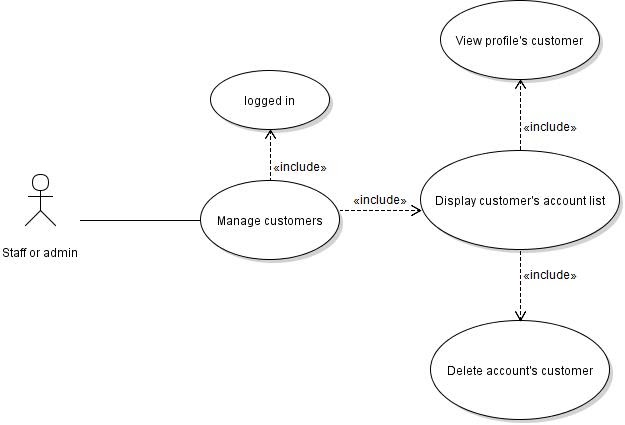 View profile's customer
logged in
«include»
«include»
«include»
Manage customers
Display customer's account list
Staff or admin
«include»
Delete account's customer